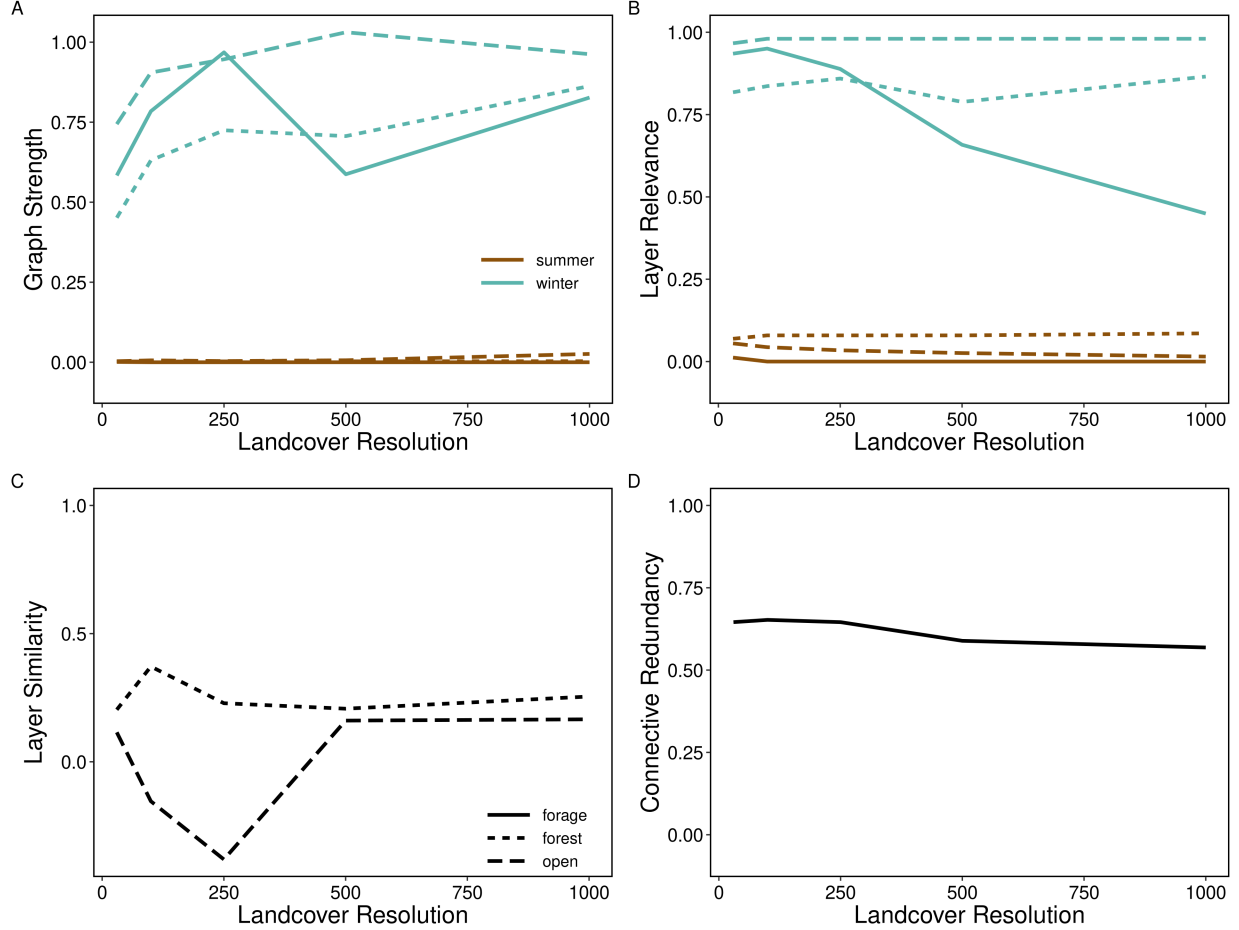 A
Graph Strength
1.00
0.75
0.50
0.25
0.00
summer
winter
0 250 500 750 1000
Landcover Resolution
B
Layer Relevance
1.00
0.75
0.50
0.25
0.00
0 250 500 750 1000
Landcover Resolution
C
Layer Similarity
1.0
0.5
0.0
forage
forest
open
0 250 500 750 1000
Landcover Resolution
D
Connective Redundancy
1.00
0.75
0.50
0.25
0.00
0 250 500 750 1000
Landcover Resolution